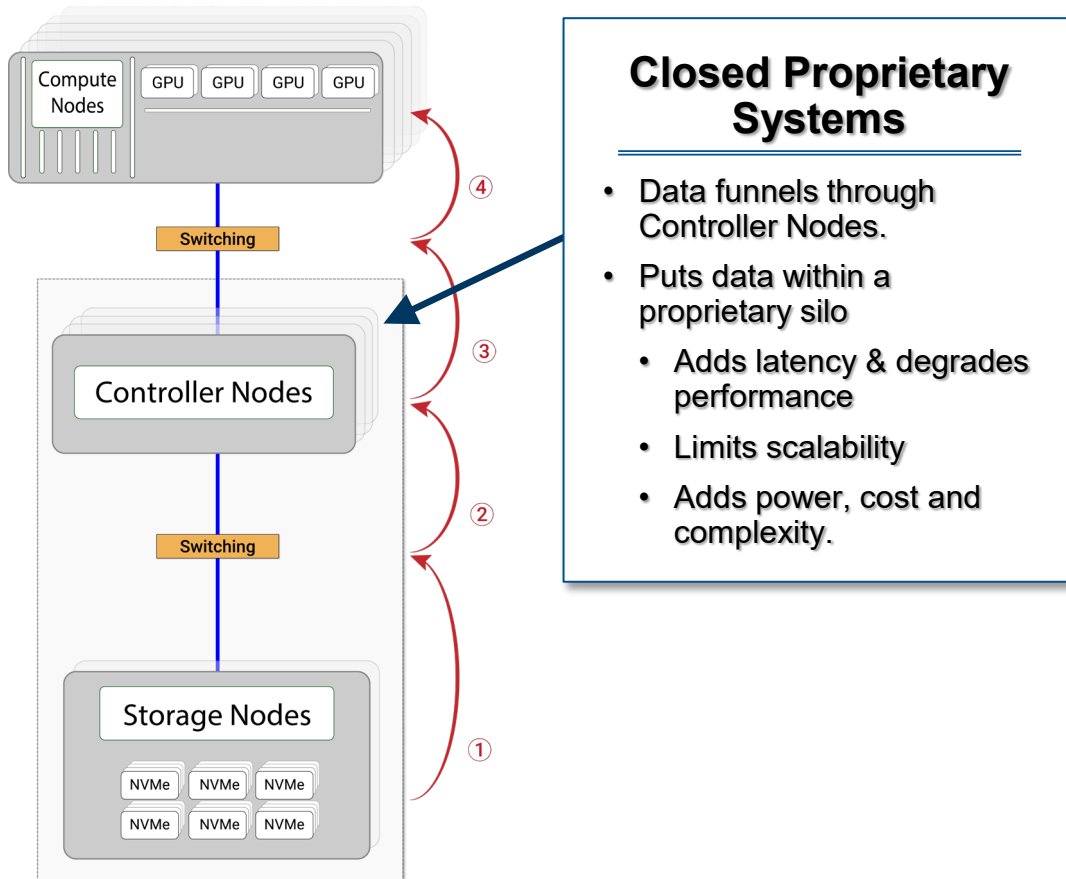 Compute
Nodes
GPU GPU GPU GPU
④
Switching
③
Controller Nodes
②
Switching
①
Storage Nodes
NVMe NVMe NVMe
NVMe NVMe NVMe
Closed Proprietary
Systems
• Data funnels through
Controller Nodes.
• Puts data within a
proprietary silo
• Adds latency & degrades
performance
• Limits scalability
• Adds power, cost and
complexity.